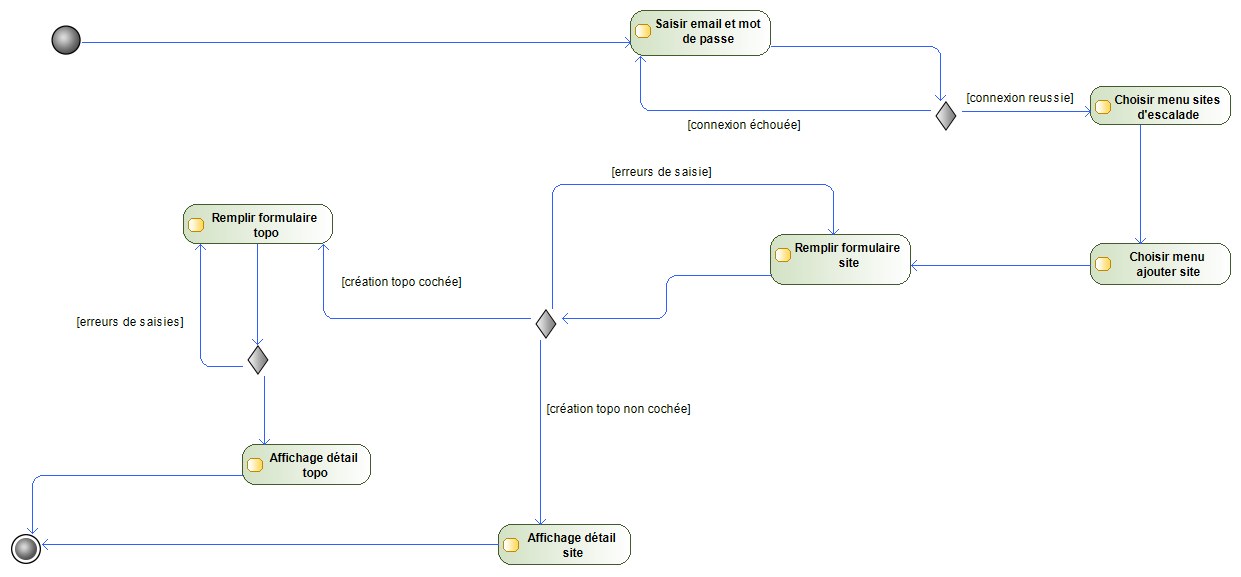 Saisir email et mot
de passe
[connexion reussie]
Choisir menu sites
d'escalade
[connexion échouée]
[erreurs de saisie]
Remplir formulaire
topo
Remplir formulaire
site
Choisir menu
ajouter site
[création topo cochée]
[erreurs de saisies]
[création topo non cochée]
Affichage détail
topo
Affichage détail
site